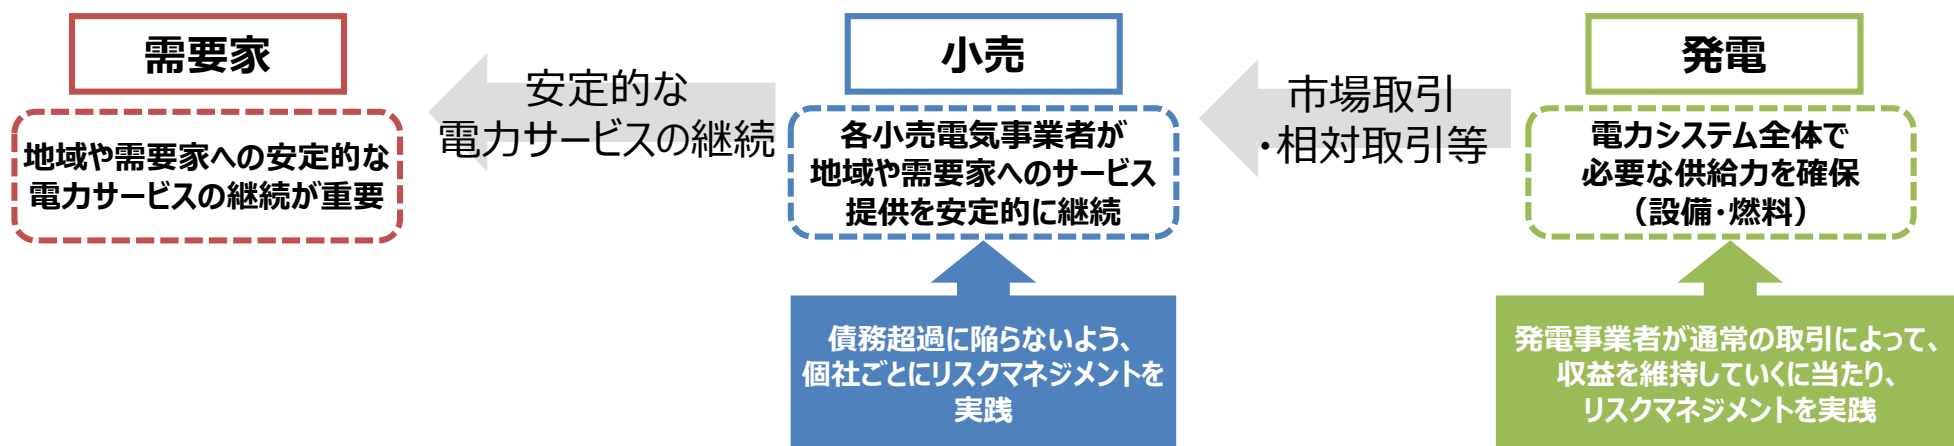 需要家
地域や需要家への安定的な
電力サービスの継続が重要
安定的な
電力サービスの継続
小売
各小売電気事業者が
地域や需要家へのサービス
提供を安定的に継続
債務超過に陥らないよう、
個社ごとにリスクマネジメントを
実践
市場取引
・相対取引等
発電
電力システム全体で
必要な供給力を確保
（設備・燃料）
発電事業者が通常の取引によって、
収益を維持していくに当たり、
リスクマネジメントを実践